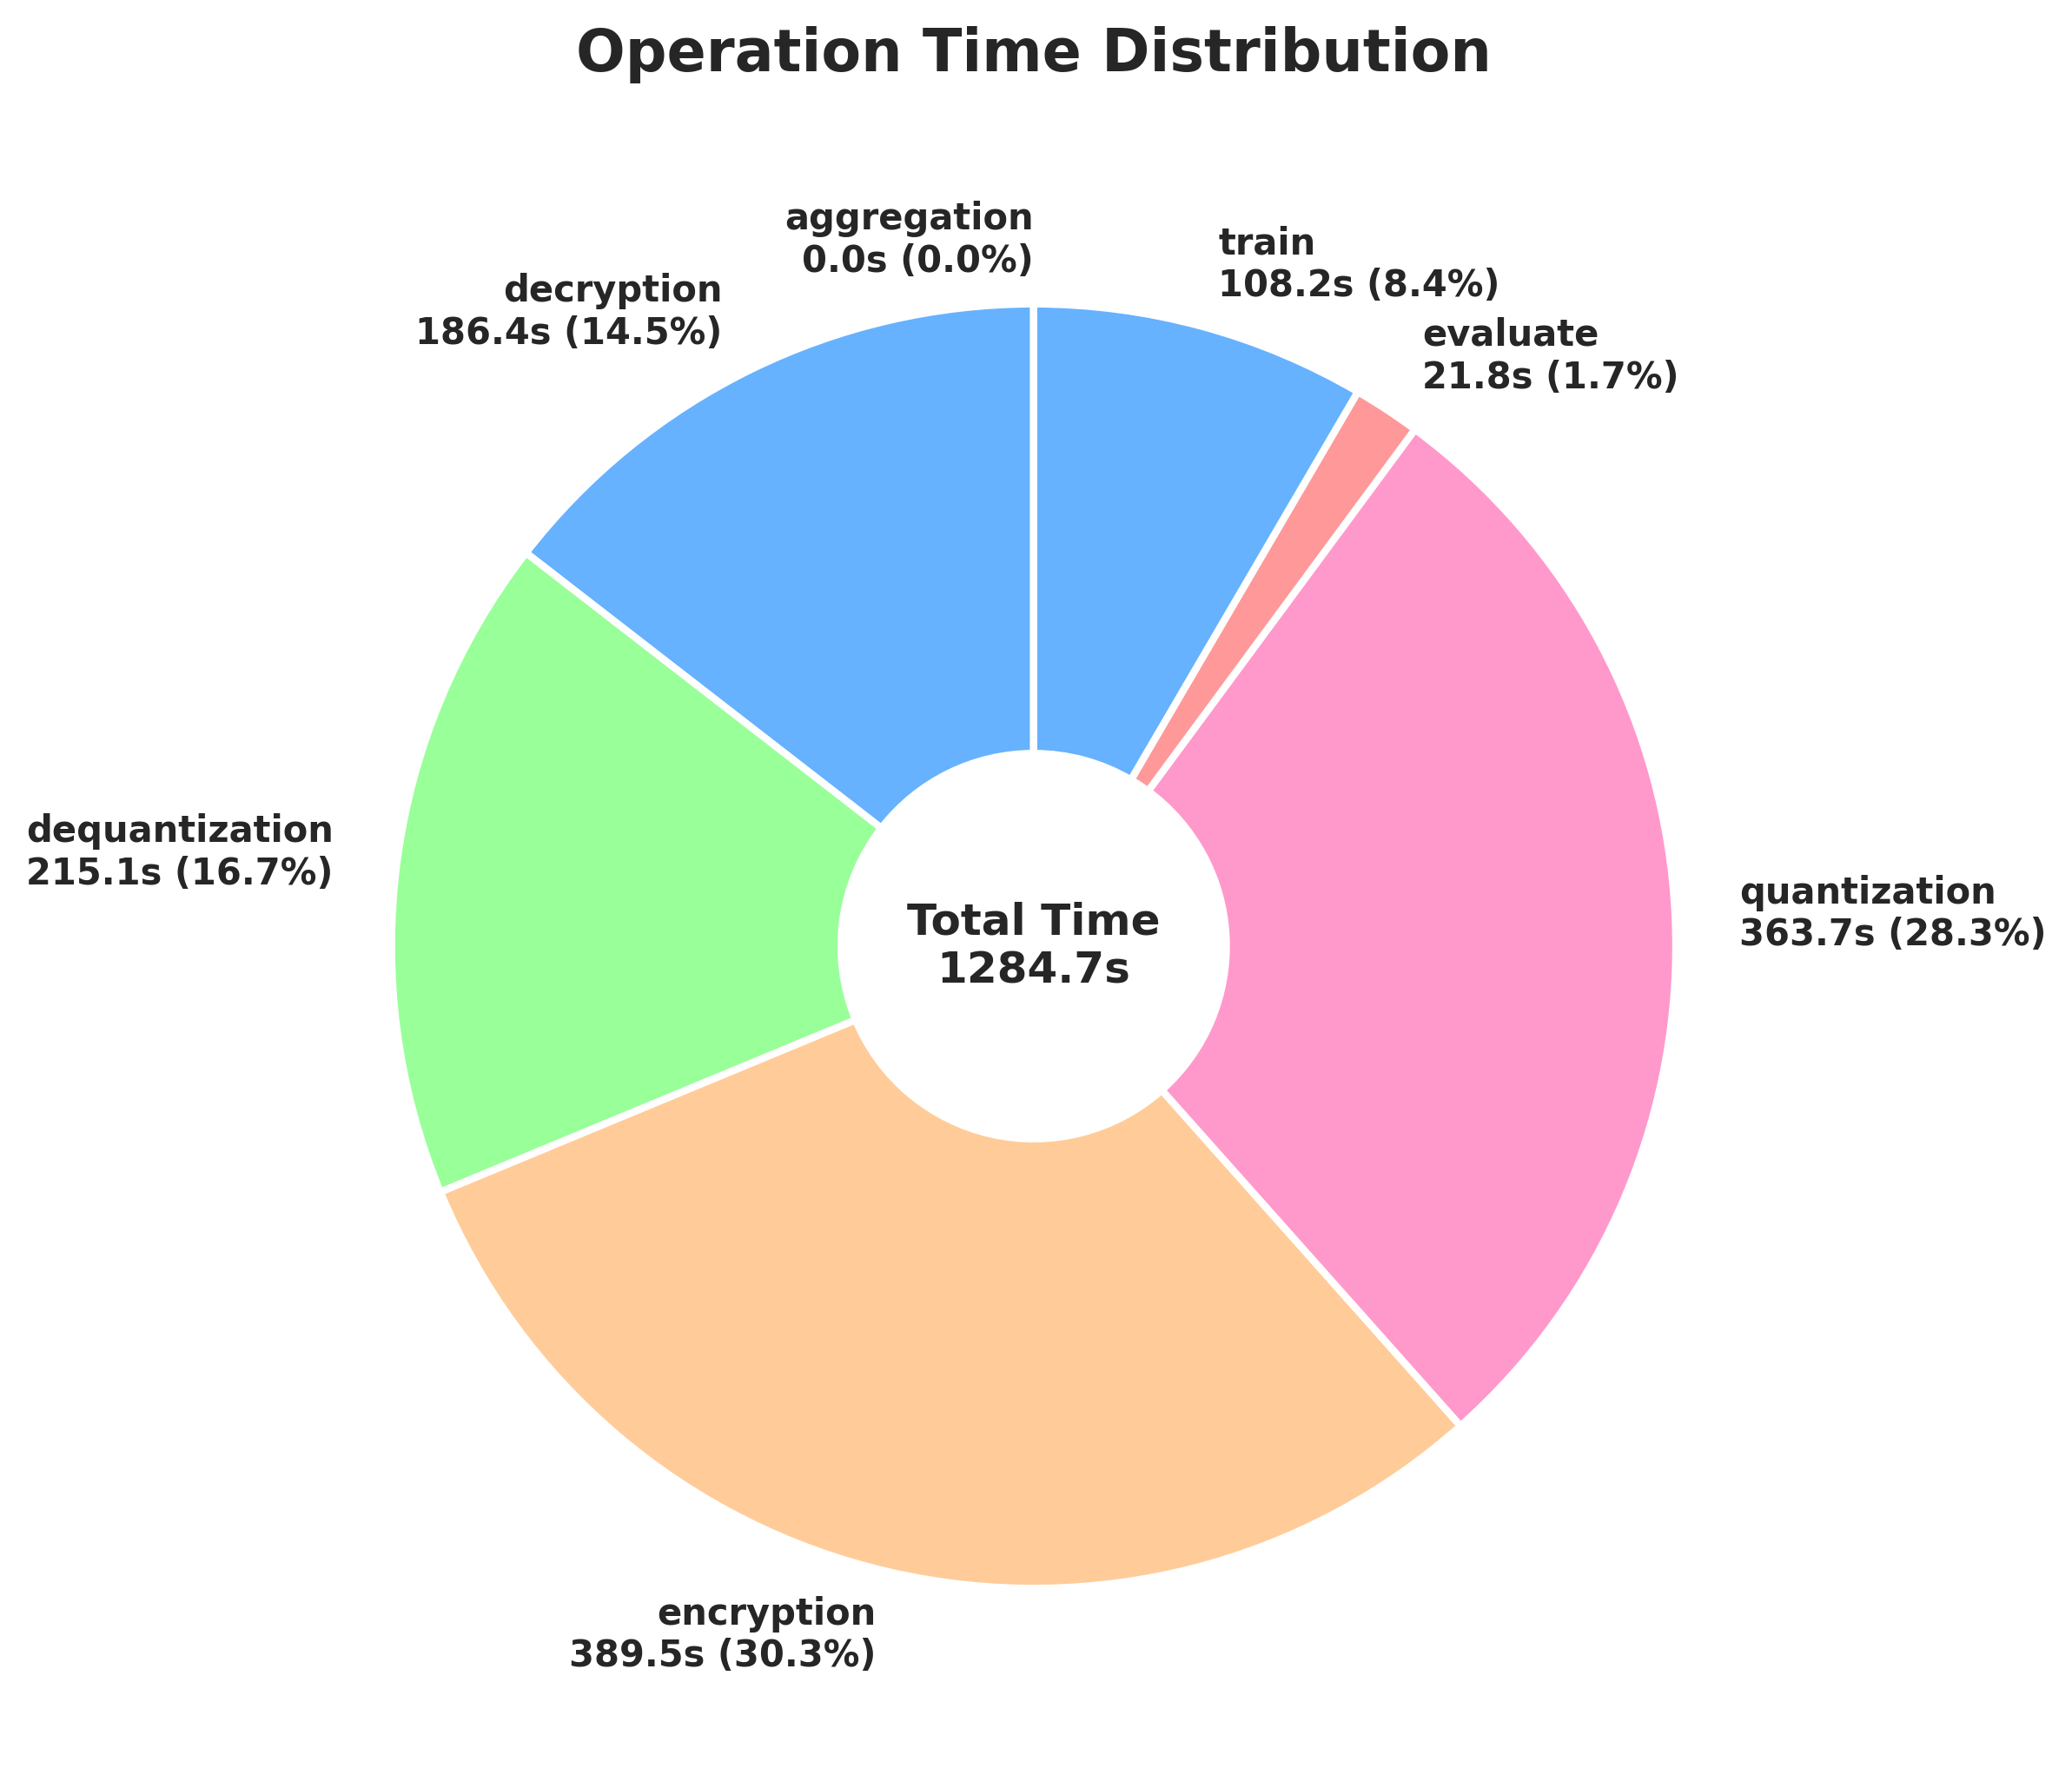 Operation Time Distribution
aggregation
0.0s (0.0%)
train
108.2s (8.4%)
decryption
186.4s (14.5%)
evaluate
21.8s (1.7%)
dequantization
215.1s (16.7%)
quantization
363.7s (28.3%)
Total Time
1284.7s
encryption
389.5s (30.3%)